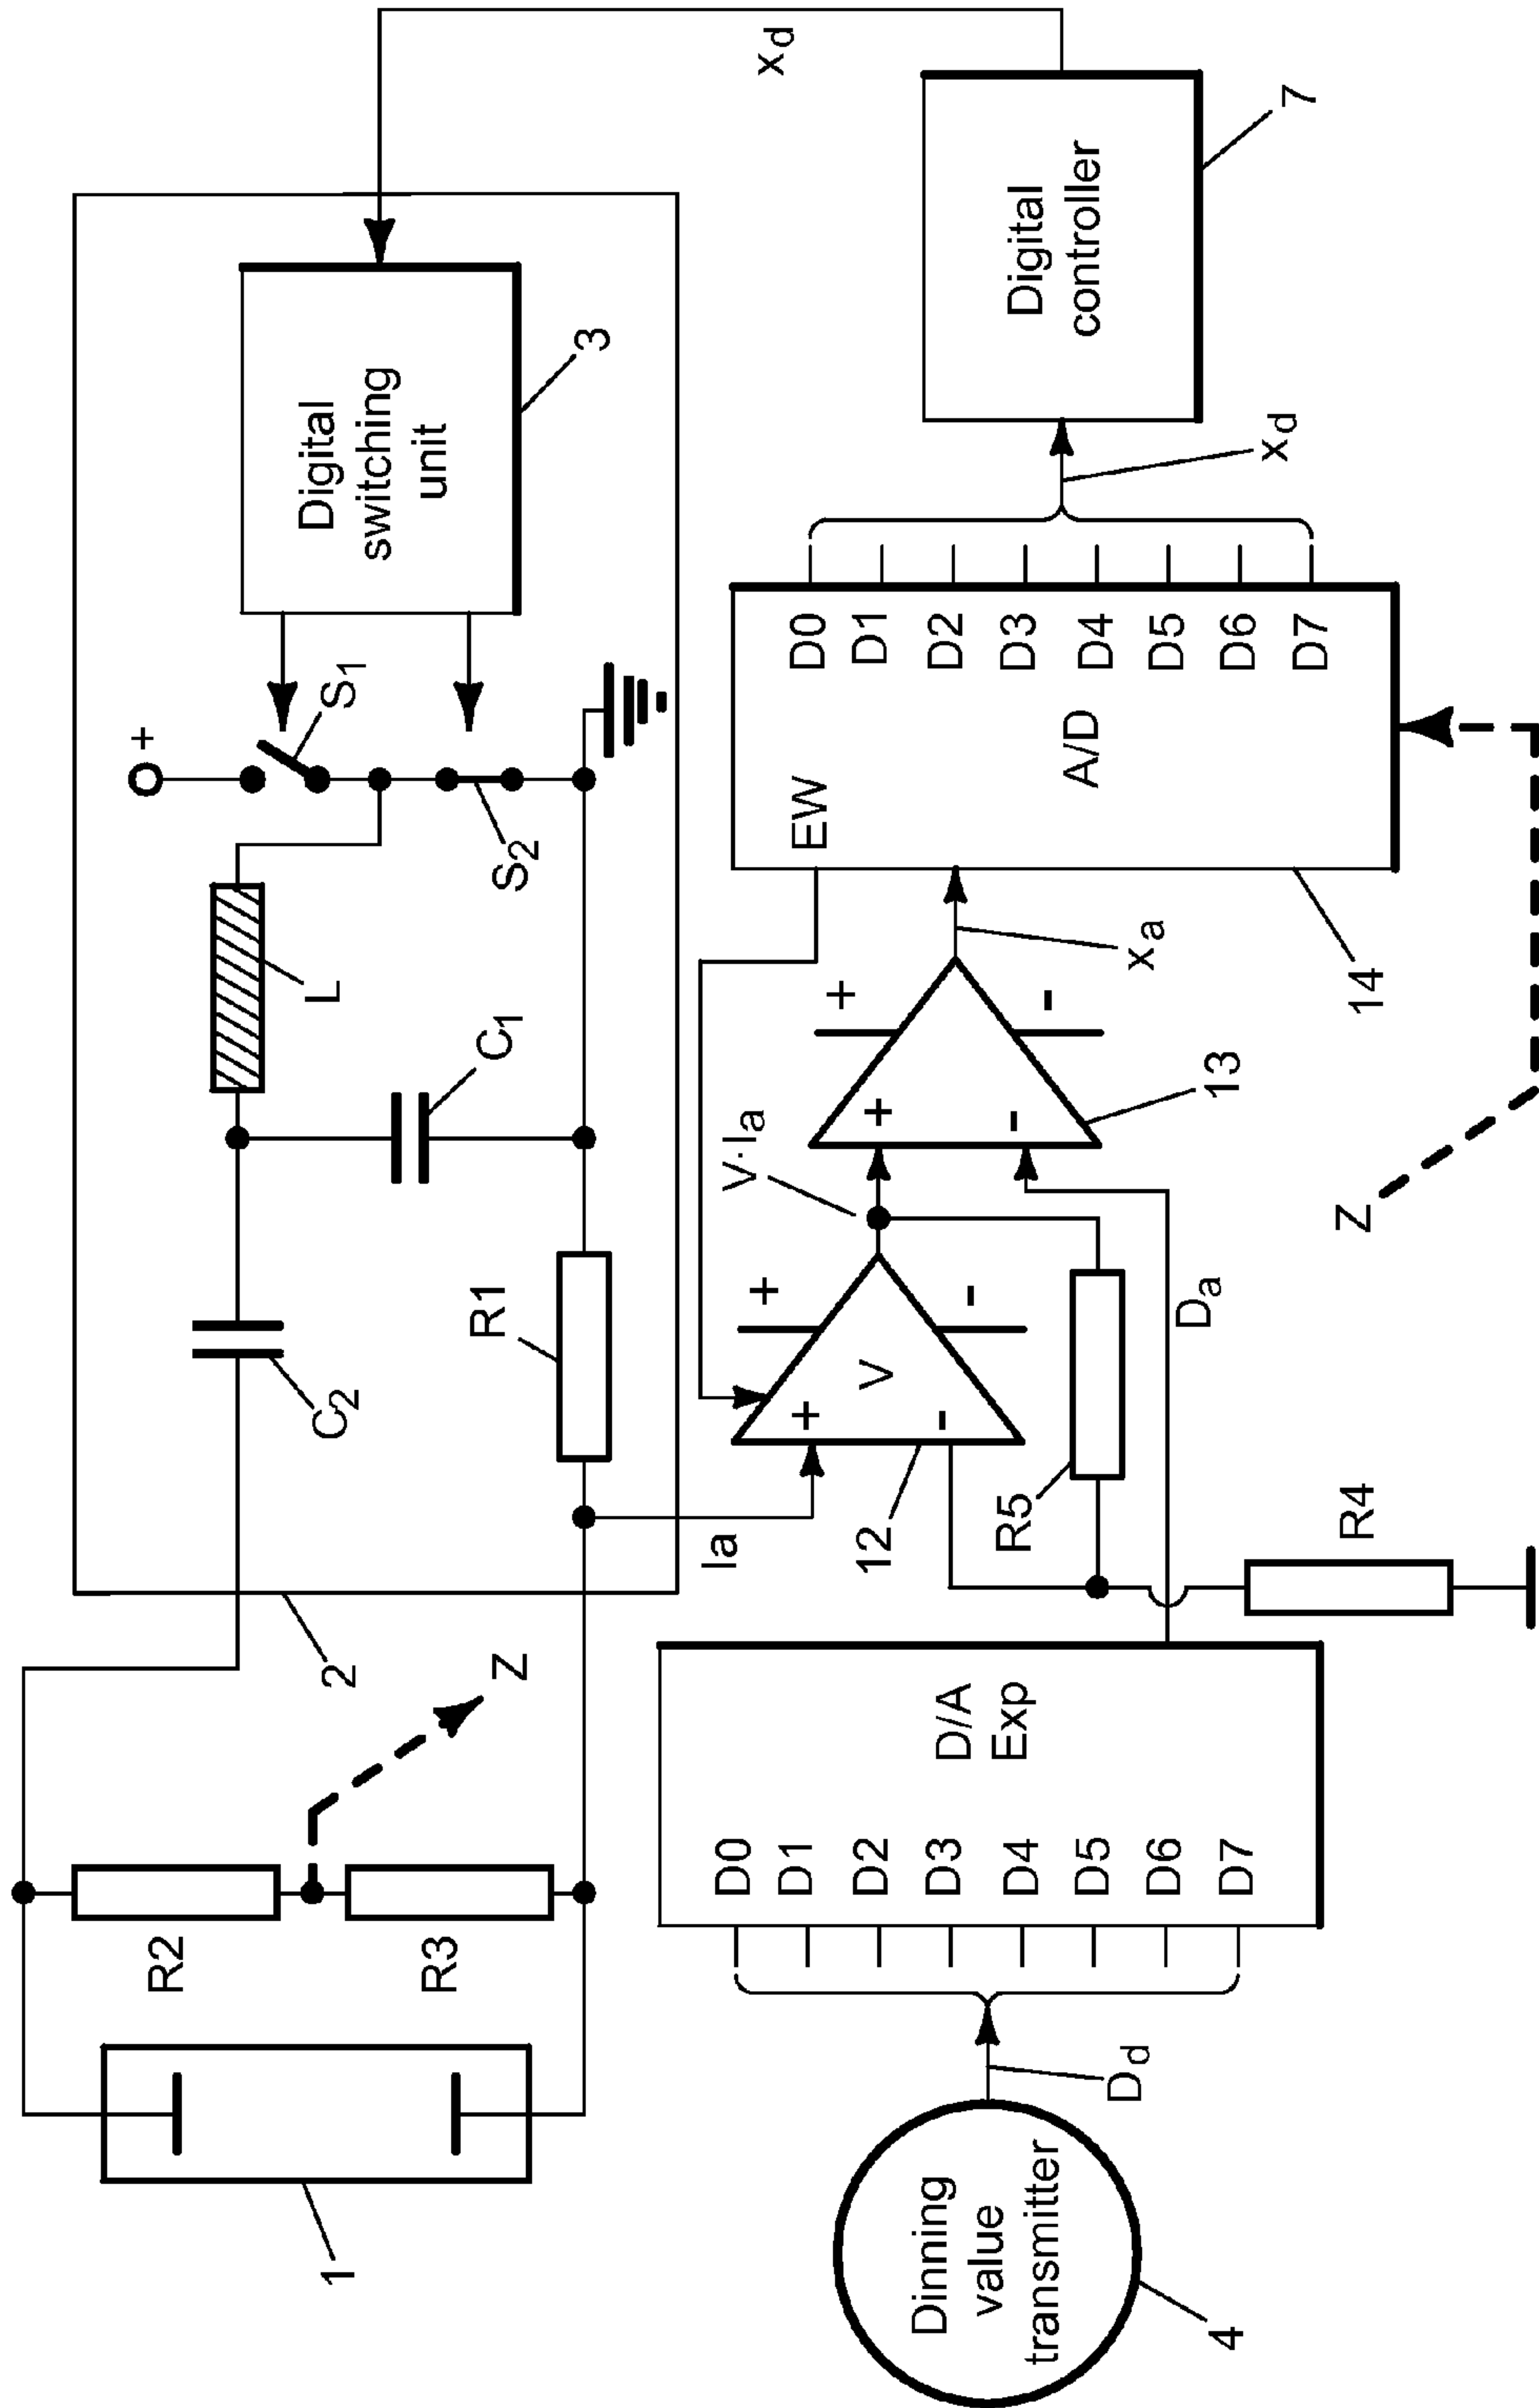 1
R2
R3
Z
2
C2
L
C1
R1
+
S1
S2
Digital
switching
unit
3
xd
Dinning
value
transmitter
4
Dd
D0
D1
D2
D3
D4
D5
D6
D7
D/A
Exp
Ia
+
-
V
+
-
12
R5
R4
Da
V·Ia
+
-
+
-
13
xa
EW
A/D
14
D0
D1
D2
D3
D4
D5
D6
D7
Z
xd
Digital
controller
7